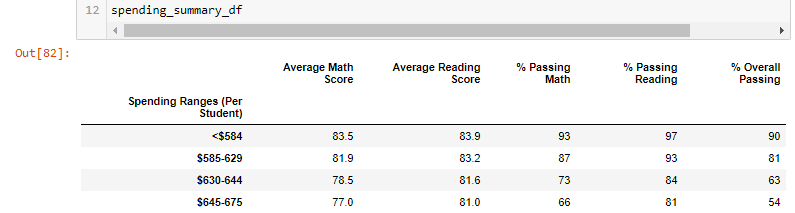 12 spending_summary_df
Out[82]:
Average Math Score Average Reading Score % Passing Math % Passing Reading % Overall Passing
Spending Ranges (Per Student)
<$584 83.5 83.9 93 97 90
$585-629 81.9 83.2 87 93 81
$630-644 78.5 81.6 73 84 63
$645-675 77.0 81.0 66 81 54